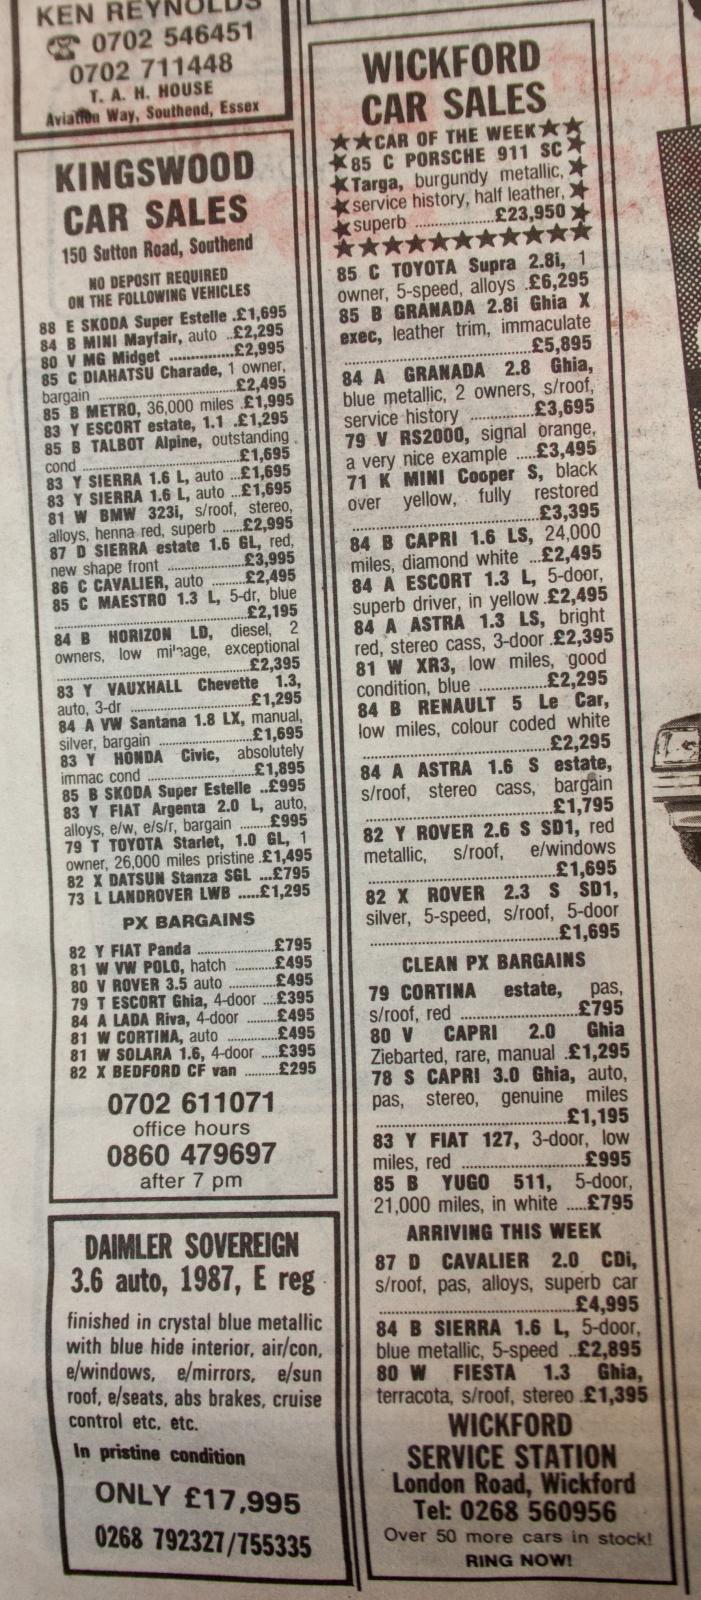 KEN REYNOLDS
☎ 0702 546451
0702 711448
T. A. H. HOUSE
Aviation Way, Southend, Essex
KINGSWOOD
CAR SALES
150 Sutton Road, Southend
NO DEPOSIT REQUIRED
ON THE FOLLOWING VEHICLES
88 E SKODA Super Estelle .£1,695
84 B MINI Mayfair, auto ..£2,295
80 V MG Midget ..............£2,995
85 C DIAHATSU Charade, 1 owner,
bargain ..............................£2,495
85 B METRO, 36,000 miles .£1,995
83 Y ESCORT estate, 1.1 .£1,295
85 B TALBOT Alpine, outstanding
cond ..................................£1,695
83 Y SIERRA 1.6 L, auto ...£1,695
83 Y SIERRA 1.6 L, auto ...£1,695
81 W BMW 323i, s/roof, stereo,
alloys, henna red, superb .....£2,995
87 D SIERRA estate 1.6 GL, red,
new shape front ..................£3,995
86 C CAVALIER, auto .........£2,495
85 C MAESTRO 1.3 L, 5-dr, blue
...........................................£2,195
84 B HORIZON LD, diesel, 2
owners, low mileage, exceptional
...........................................£2,395
83 Y VAUXHALL Chevette 1.3,
auto, 3-dr ...........................£1,295
84 A VW Santana 1.8 LX, manual,
silver, bargain .....................£1,695
83 Y HONDA Civic, absolutely
immac cond .......................£1,895
85 B SKODA Super Estelle ..£995
83 Y FIAT Argenta 2.0 L, auto,
alloys, e/w, e/s/r, bargain ........£995
79 T TOYOTA Starlet, 1.0 GL, 1
owner, 26,000 miles pristine .£1,495
82 X DATSUN Stanza SGL ...£795
73 L LANDROVER LWB .....£1,295
PX BARGAINS
82 Y FIAT Panda .................£795
81 W VW POLO, hatch .........£495
80 V ROVER 3.5 auto ..........£495
79 T ESCORT Ghia, 4-door ...£395
84 A LADA Riva, 4-door .......£495
81 W CORTINA, auto ............£495
81 W SOLARA 1.6, 4-door ....£395
82 X BEDFORD CF van ........£295
0702 611071
office hours
0860 479697
after 7 pm
DAIMLER SOVEREIGN
3.6 auto, 1987, E reg
finished in crystal blue metallic
with blue hide interior, air/con,
e/windows, e/mirrors, e/sun
roof, e/seats, abs brakes, cruise
control etc, etc.
In pristine condition
ONLY £17,995
0268 792327/755335
WICKFORD
CAR SALES
★★CAR OF THE WEEK★★
★85 C PORSCHE 911 SC★
★Targa, burgundy metallic,★
★service history, half leather,★
★superb ................£23,950★
★★★★★★★★★★★
85 C TOYOTA Supra 2.8i, 1
owner, 5-speed, alloys .£6,295
85 B GRANADA 2.8i Ghia X
exec, leather trim, immaculate
.......................................£5,895
84 A GRANADA 2.8 Ghia,
blue metallic, 2 owners, s/roof,
service history ..............£3,695
79 V RS2000, signal orange,
a very nice example .....£3,495
71 K MINI Cooper S, black
over yellow, fully restored
.......................................£3,395
84 B CAPRI 1.6 LS, 24,000
miles, diamond white ...£2,495
84 A ESCORT 1.3 L, 5-door,
superb driver, in yellow .£2,495
84 A ASTRA 1.3 LS, bright
red, stereo cass, 3-door .£2,395
81 W XR3, low miles, good
condition, blue ..............£2,295
84 B RENAULT 5 Le Car,
low miles, colour coded white
.......................................£2,295
84 A ASTRA 1.6 S estate,
s/roof, stereo cass, bargain
.......................................£1,795
82 Y ROVER 2.6 S SD1, red
metallic, s/roof, e/windows
.......................................£1,695
82 X ROVER 2.3 S SD1,
silver, 5-speed, s/roof, 5-door
.......................................£1,695
CLEAN PX BARGAINS
79 CORTINA estate, pas,
s/roof, red .......................£795
80 V CAPRI 2.0 Ghia
Ziebarted, rare, manual .£1,295
78 S CAPRI 3.0 Ghia, auto,
pas, stereo, genuine miles
.......................................£1,195
83 Y FIAT 127, 3-door, low
miles, red ........................£995
85 B YUGO 511, 5-door,
21,000 miles, in white .....£795
ARRIVING THIS WEEK
87 D CAVALIER 2.0 CDi,
s/roof, pas, alloys, superb car
.......................................£4,995
84 B SIERRA 1.6 L, 5-door,
blue metallic, 5-speed ..£2,895
80 W FIESTA 1.3 Ghia,
terracota, s/roof, stereo .£1,395
WICKFORD
SERVICE STATION
London Road, Wickford
Tel: 0268 560956
Over 50 more cars in stock!
RING NOW!